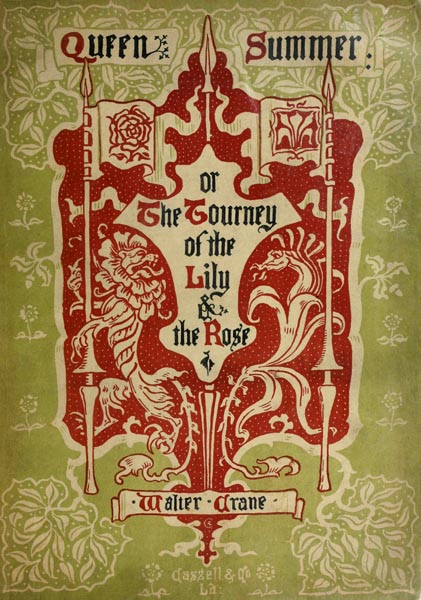 Queen Summer:
or
The Tourney
of the
Lily
&
the Rose
· Walter · Crane ·
Cassell & Co
Ld: